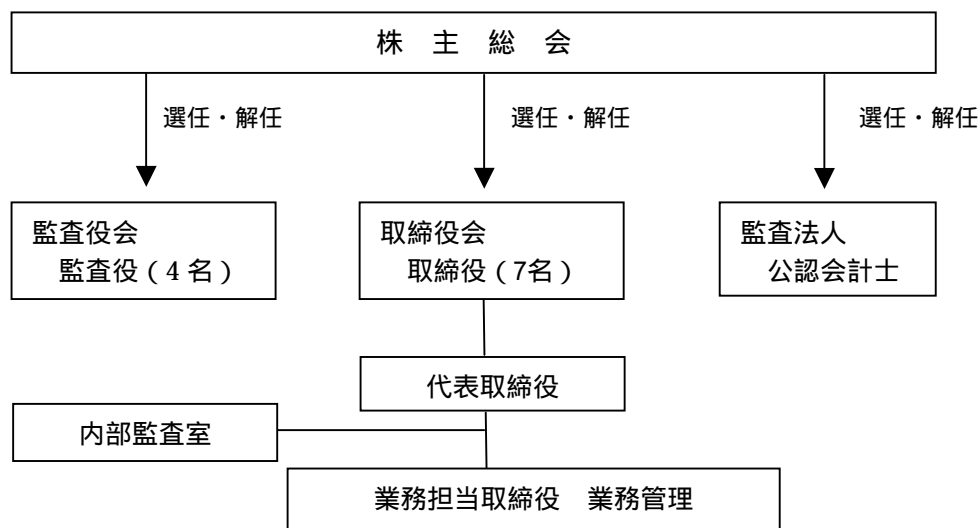 株 主 総 会
選任・解任
選任・解任
選任・解任
監査役会
監査役(4名)
取締役会
取締役(7名)
監査法人
公認会計士
代表取締役
内部監査室
業務担当取締役 業務管理